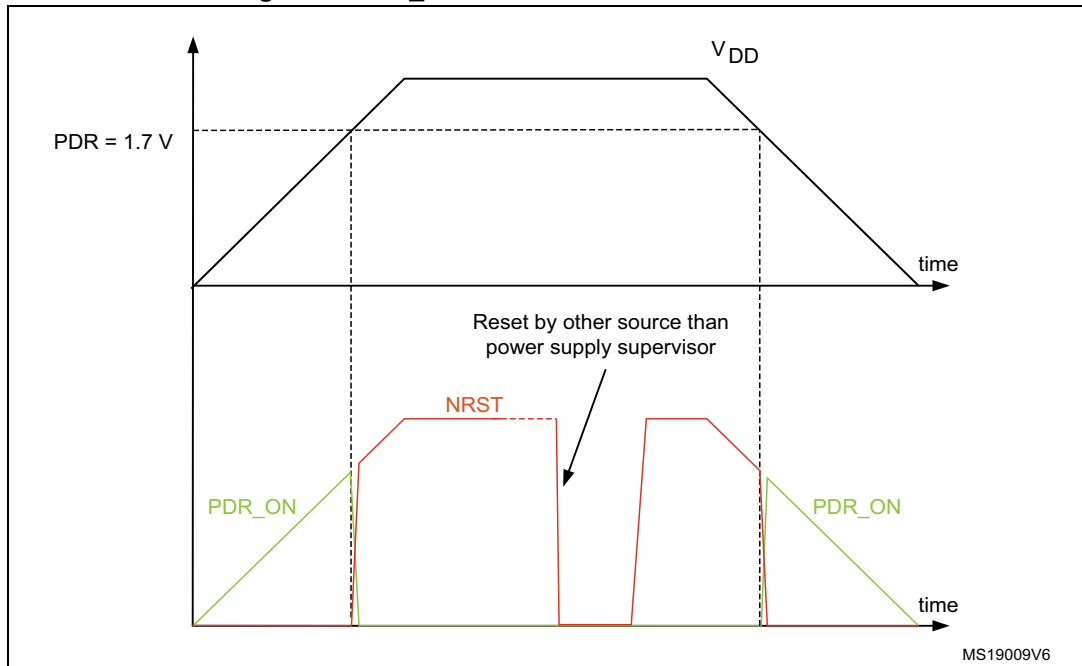 V DD
PDR = 1.7 V
time
Reset by other source than
power supply supervisor
NRST
PDR_ON
PDR_ON
time
MS19009V6